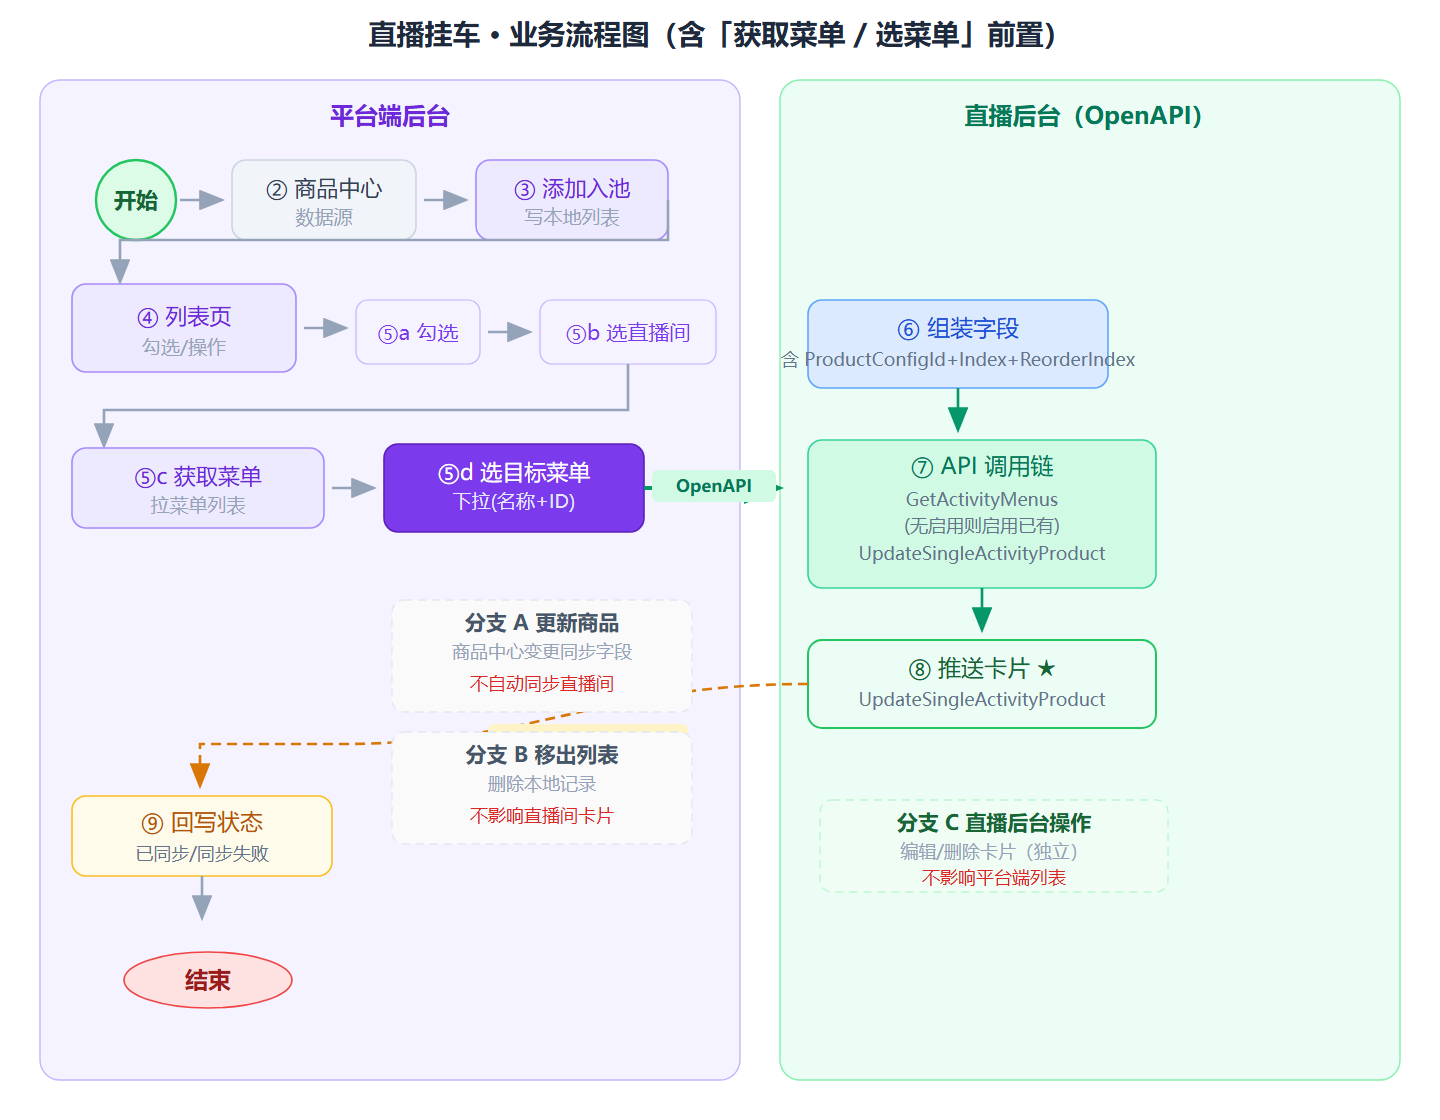 直播挂车 · 业务流程图（含「获取菜单 / 选菜单」前置）
平台端后台
开始
② 商品中心
数据源
③ 添加入池
写本地列表
④ 列表页
勾选/操作
⑤a 勾选
⑤b 选直播间
⑤c 获取菜单
拉菜单列表
⑤d 选目标菜单
下拉(名称+ID)
OpenAPI
直播后台（OpenAPI）
⑥ 组装字段
含 ProductConfigId+Index+ReorderIndex
⑦ API 调用链
GetActivityMenus
(无启用则启用已有)
UpdateSingleActivityProduct
⑧ 推送卡片 ★
UpdateSingleActivityProduct
分支 A 更新商品
商品中心变更同步字段
不自动同步直播间
分支 B 移出列表
删除本地记录
不影响直播间卡片
分支 C 直播后台操作
编辑/删除卡片（独立）
不影响平台端列表
⑨ 回写状态
已同步/同步失败
结束